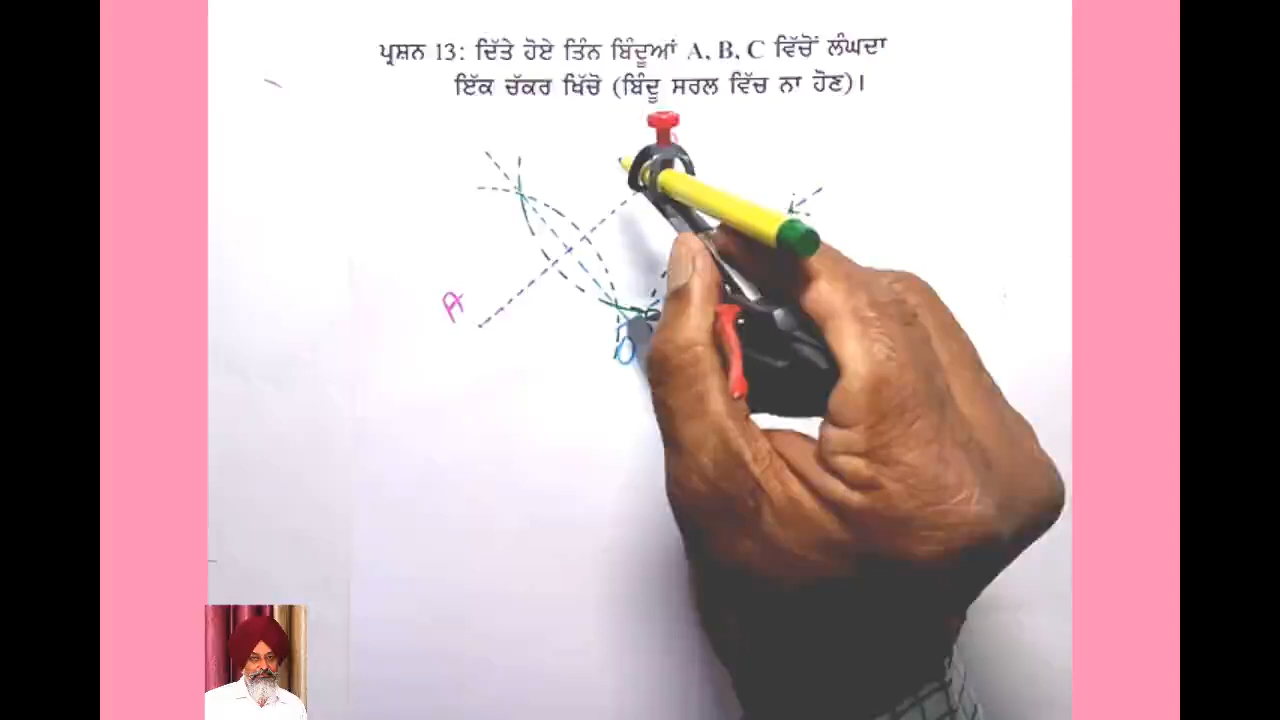 ਪ੍ਰਸ਼ਨ 13: ਦਿੱਤੇ ਹੋਏ ਤਿੰਨ ਬਿੰਦੂਆਂ A, B, C ਵਿੱਚੋਂ ਲੰਘਦਾ
ਇੱਕ ਚੱਕਰ ਖਿੱਚੋ (ਬਿੰਦੂ ਸਰਲ ਵਿੱਚ ਨਾ ਹੋਣ)।
A
O